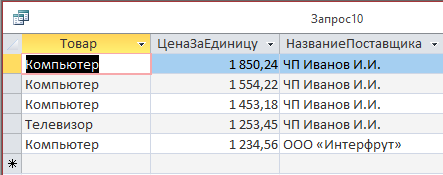 Запрос10
Товар ЦенаЗаЕдиницу НазваниеПоставщика
Компьютер 1 850,24 ЧП Иванов И.И.
Компьютер 1 554,22 ЧП Иванов И.И.
Компьютер 1 453,18 ЧП Иванов И.И.
Телевизор 1 253,45 ЧП Иванов И.И.
Компьютер 1 234,56 ООО «Интерфрут»